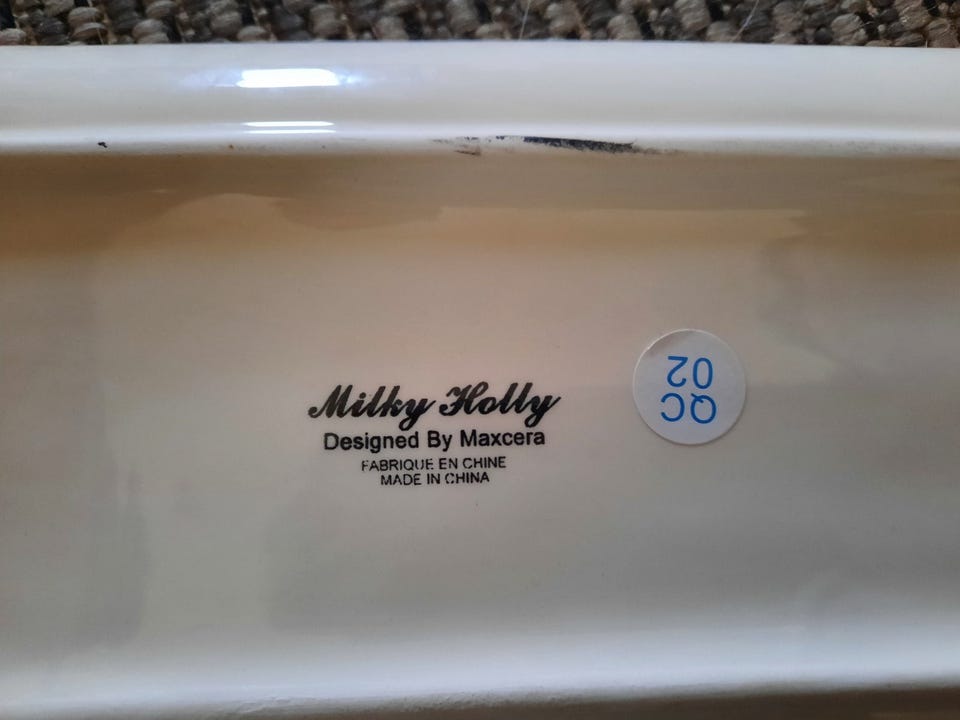 Milky Holly
Designed By Maxcera
FABRIQUE EN CHINE
MADE IN CHINA
QC
02